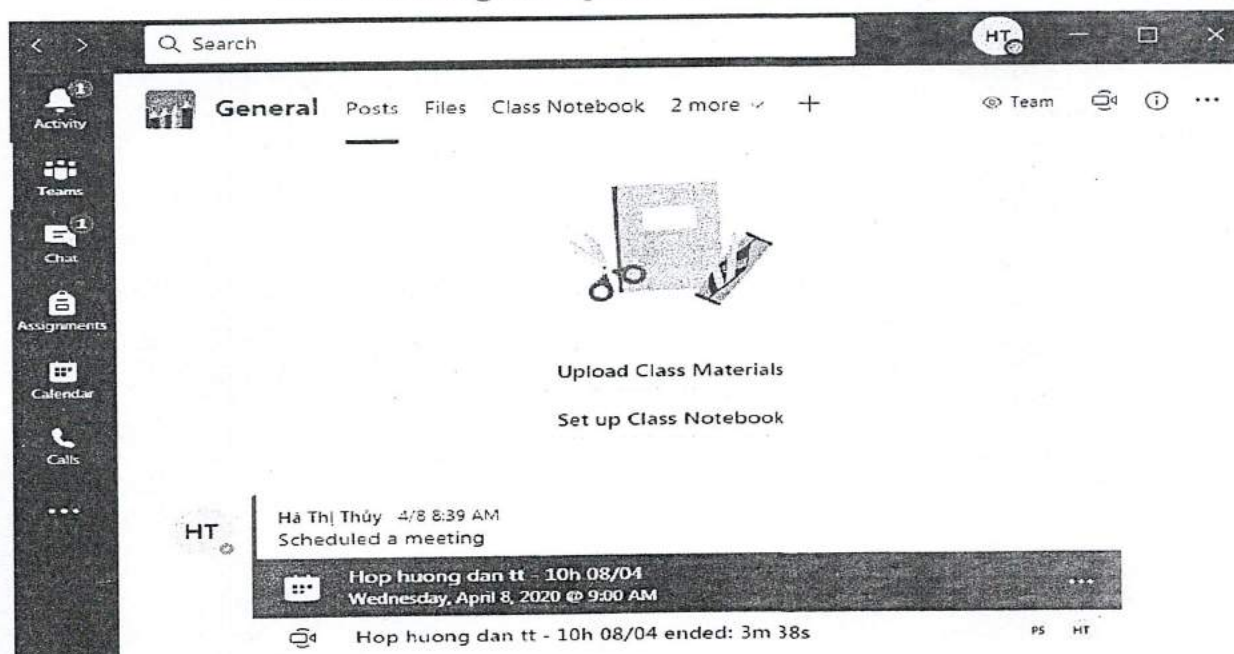 Search
HT
Activity
1
Teams
Chat
1
Assignments
Calendar
Calls
General Posts Files Class Notebook 2 more +
Team
Upload Class Materials
Set up Class Notebook
HT
Hà Thị Thủy 4/8 8:39 AM
Scheduled a meeting
Hop huong dan tt - 10h 08/04
Wednesday, April 8, 2020 @ 9:00 AM
Hop huong dan tt - 10h 08/04 ended: 3m 38s
PS HT